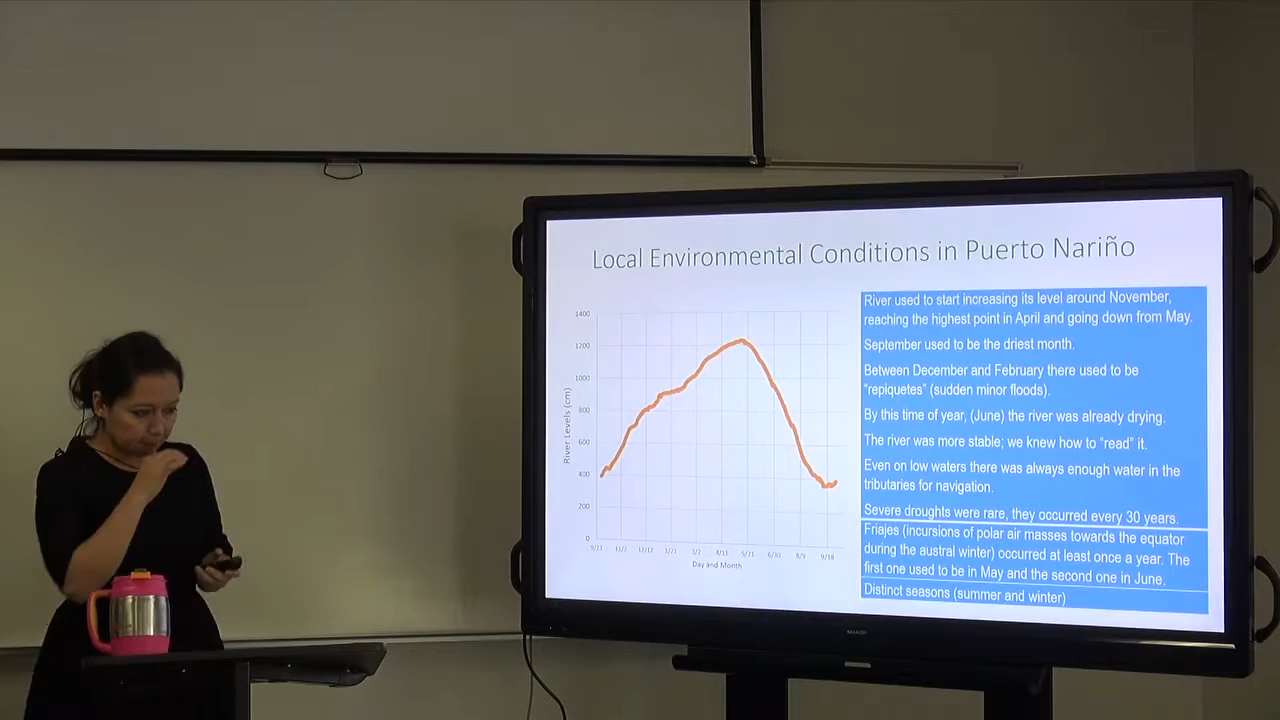 Local Environmental Conditions in Puerto Nariño
1400
1200
1000
800
600
400
200
0
River Levels (cm)
9/23
11/2
12/12
3/2
4/11
5/21
6/30
8/9
9/18
Day and Month
River used to start increasing its level around November,
reaching the highest point in April and going down from May.
September used to be the driest month.
Between December and February there used to be
“repiquetes” (sudden minor floods).
By this time of year, (June) the river was already drying.
The river was more stable; we knew how to “read” it.
Even on low waters there was always enough water in the
tributaries for navigation.
Severe droughts were rare, they occurred every 30 years.
Friajes (incursions of polar air masses towards the equator
during the austral winter) occurred at least once a year. The
first one used to be in May and the second one in June.
Distinct seasons (summer and winter)
SHARP